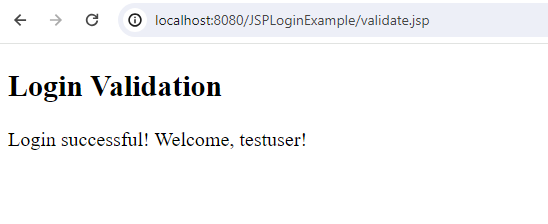 localhost:8080/JSPLoginExample/validate.jsp
Login Validation
Login successful! Welcome, testuser!